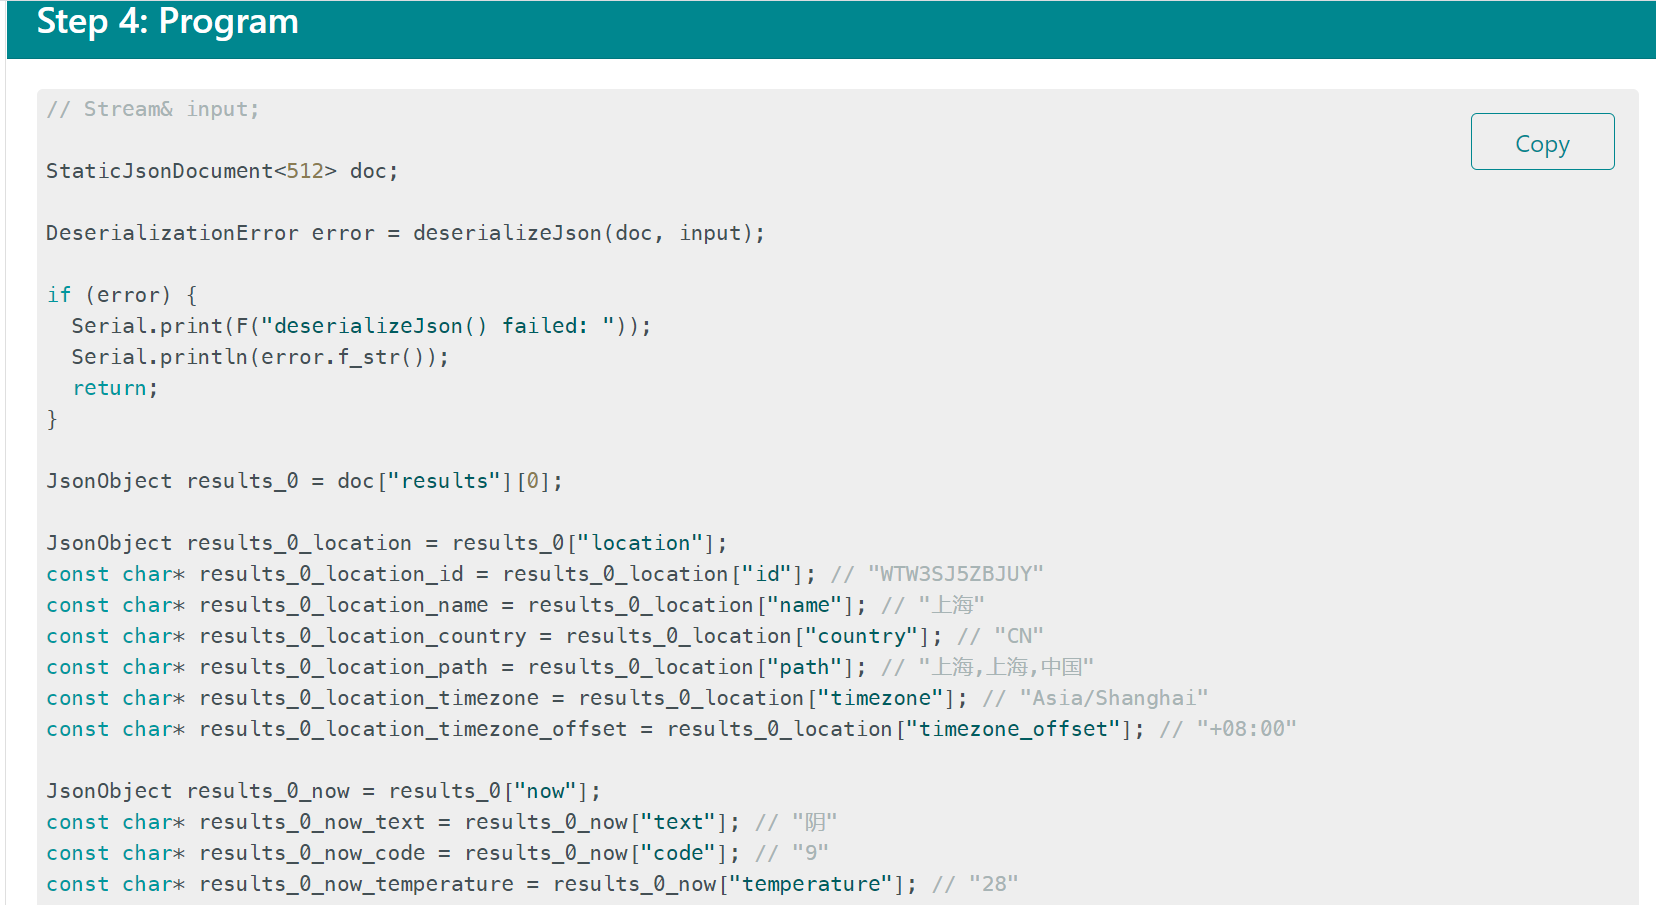 Step 4: Program
Copy
// Stream& input;
StaticJsonDocument<512> doc;
DeserializationError error = deserializeJson(doc, input);
if (error) {
  Serial.print(F("deserializeJson() failed: "));
  Serial.println(error.f_str());
  return;
}
JsonObject results_0 = doc["results"][0];
JsonObject results_0_location = results_0["location"];
const char* results_0_location_id = results_0_location["id"]; // "WTW3SJ5ZBJUY"
const char* results_0_location_name = results_0_location["name"]; // "上海"
const char* results_0_location_country = results_0_location["country"]; // "CN"
const char* results_0_location_path = results_0_location["path"]; // "上海,上海,中国"
const char* results_0_location_timezone = results_0_location["timezone"]; // "Asia/Shanghai"
const char* results_0_location_timezone_offset = results_0_location["timezone_offset"]; // "+08:00"
JsonObject results_0_now = results_0["now"];
const char* results_0_now_text = results_0_now["text"]; // "阴"
const char* results_0_now_code = results_0_now["code"]; // "9"
const char* results_0_now_temperature = results_0_now["temperature"]; // "28"